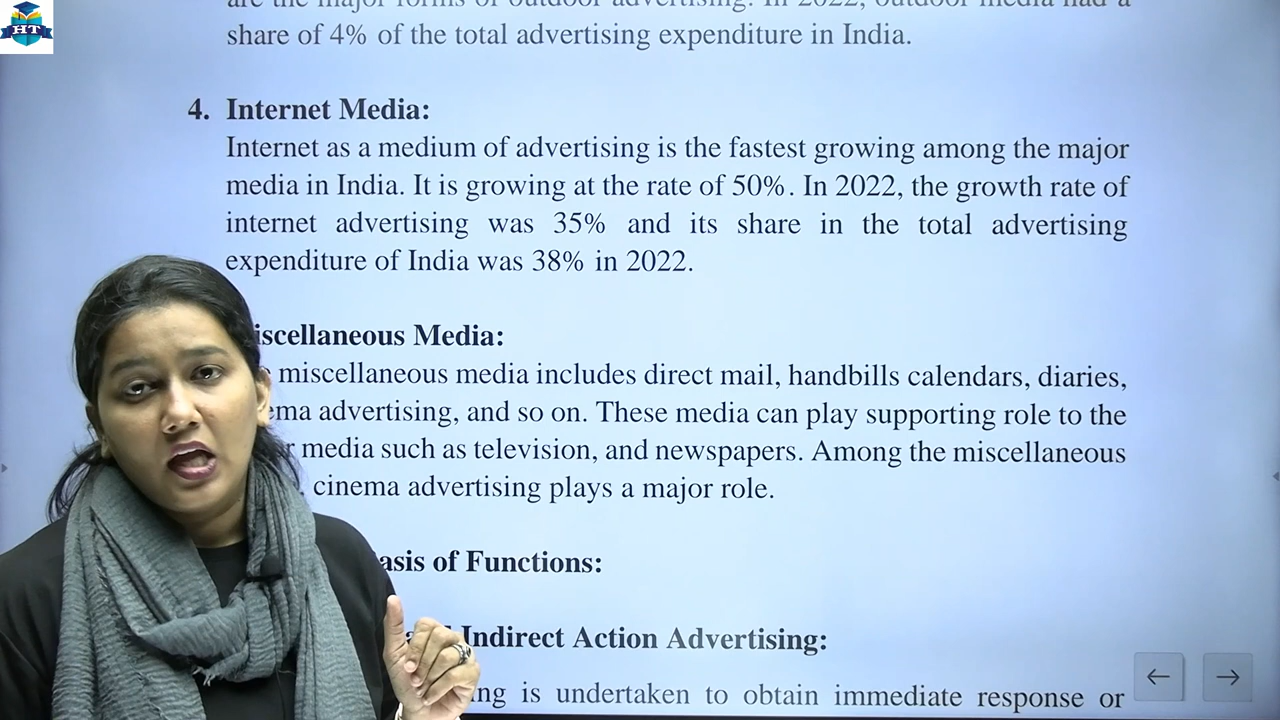 HT
are the major forms of outdoor advertising. In 2022, outdoor media had a
share of 4% of the total advertising expenditure in India.
4. Internet Media:
Internet as a medium of advertising is the fastest growing among the major
media in India. It is growing at the rate of 50%. In 2022, the growth rate of
internet advertising was 35% and its share in the total advertising
expenditure of India was 38% in 2022.
iscellaneous Media:
miscellaneous media includes direct mail, handbills calendars, diaries,
ema advertising, and so on. These media can play supporting role to the
r media such as television, and newspapers. Among the miscellaneous
cinema advertising plays a major role.
asis of Functions:
Indirect Action Advertising:
ng is undertaken to obtain immediate response or